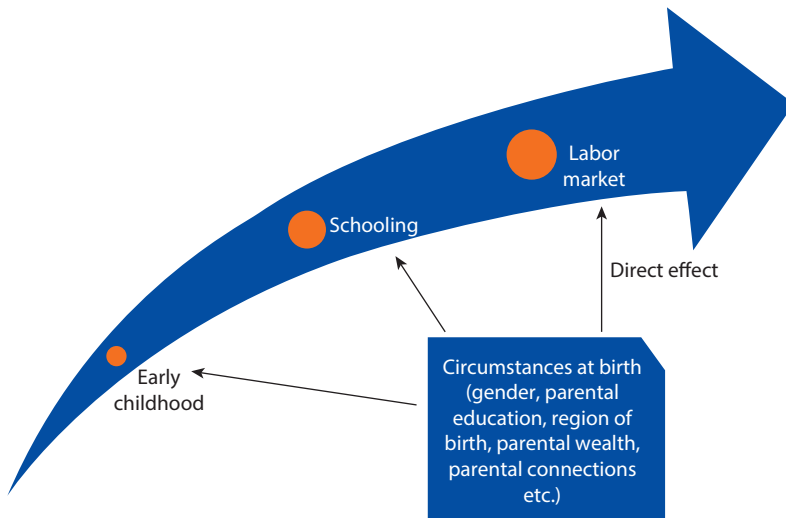 Labor
market
Schooling
Direct effect
Early
childhood
Circumstances at birth
(gender, parental
education, region of
birth, parental wealth,
parental connections
etc.)